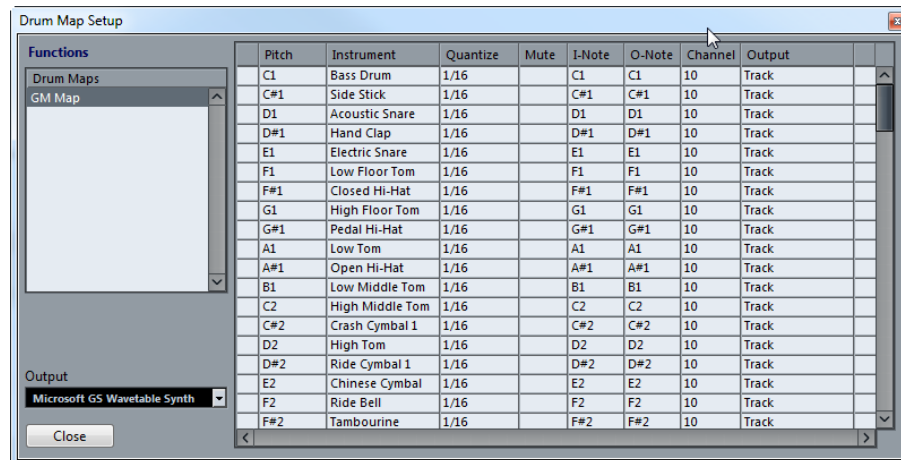 Drum Map Setup
Functions
Drum Maps
GM Map
Output
Microsoft GS Wavetable Synth
Close
Pitch Instrument Quantize Mute I-Note O-Note Channel Output
C1 Bass Drum 1/16 C1 C1 10 Track
C#1 Side Stick 1/16 C#1 C#1 10 Track
D1 Acoustic Snare 1/16 D1 D1 10 Track
D#1 Hand Clap 1/16 D#1 D#1 10 Track
E1 Electric Snare 1/16 E1 E1 10 Track
F1 Low Floor Tom 1/16 F1 F1 10 Track
F#1 Closed Hi-Hat 1/16 F#1 F#1 10 Track
G1 High Floor Tom 1/16 G1 G1 10 Track
G#1 Pedal Hi-Hat 1/16 G#1 G#1 10 Track
A1 Low Tom 1/16 A1 A1 10 Track
A#1 Open Hi-Hat 1/16 A#1 A#1 10 Track
B1 Low Middle Tom 1/16 B1 B1 10 Track
C2 High Middle Tom 1/16 C2 C2 10 Track
C#2 Crash Cymbal 1 1/16 C#2 C#2 10 Track
D2 High Tom 1/16 D2 D2 10 Track
D#2 Ride Cymbal 1 1/16 D#2 D#2 10 Track
E2 Chinese Cymbal 1/16 E2 E2 10 Track
F2 Ride Bell 1/16 F2 F2 10 Track
F#2 Tambourine 1/16 F#2 F#2 10 Track